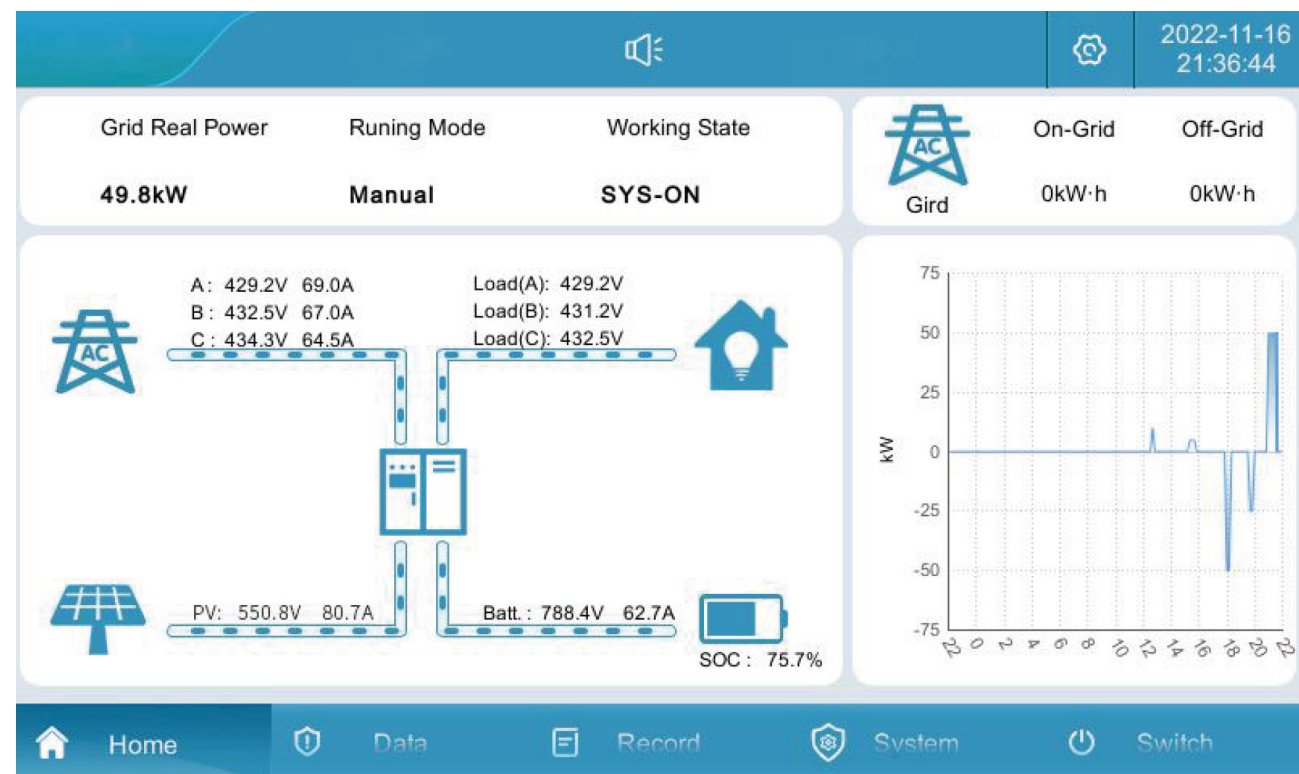 2022-11-16
21:36:44
Grid Real Power Runing Mode Working State
49.8kW Manual SYS-ON
AC
Gird
On-Grid Off-Grid
0kW·h 0kW·h
A: 429.2V 69.0A
B: 432.5V 67.0A
C: 434.3V 64.5A
Load(A): 429.2V
Load(B): 431.2V
Load(C): 432.5V
AC
PV: 550.8V 80.7A
Batt.: 788.4V 62.7A
SOC: 75.7%
75
50
25
0
-25
-50
-75
kW
22 0 2 4 6 8 10 12 14 16 18 20 22
Home Data Record System Switch